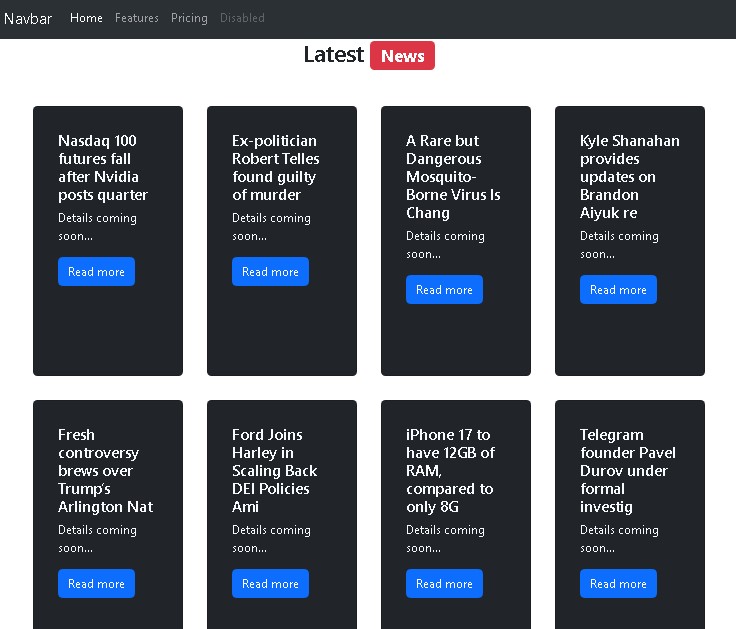 Navbar Home Features Pricing Disabled
Latest News
Nasdaq 100
futures fall
after Nvidia
posts quarter
Details coming
soon...
Read more
Ex-politician
Robert Telles
found guilty
of murder
Details coming
soon...
Read more
A Rare but
Dangerous
Mosquito-
Borne Virus Is
Chang
Details coming
soon...
Read more
Kyle Shanahan
provides
updates on
Brandon
Aiyuk re
Details coming
soon...
Read more
Fresh
controversy
brews over
Trump's
Arlington Nat
Details coming
soon...
Read more
Ford Joins
Harley in
Scaling Back
DEI Policies
Ami
Details coming
soon...
Read more
iPhone 17 to
have 12GB of
RAM,
compared to
only 8G
Details coming
soon...
Read more
Telegram
founder Pavel
Durov under
formal
investig
Details coming
soon...
Read more